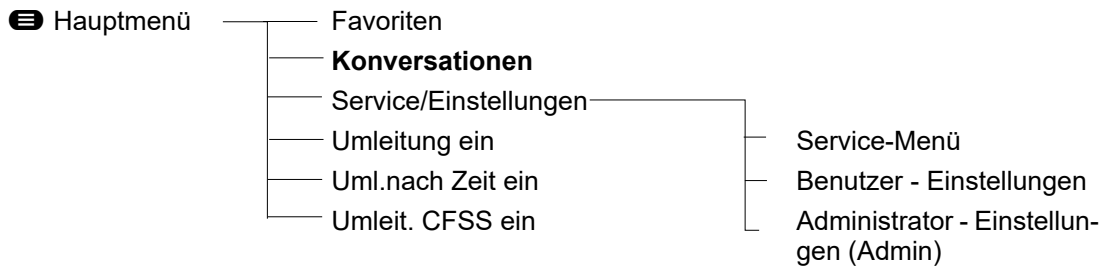 Hauptmenü
Favoriten
Konversationen
Service/Einstellungen
Umleitung ein
Uml.nach Zeit ein
Umleit. CFSS ein
Service-Menü
Benutzer - Einstellungen
Administrator - Einstellun-
gen (Admin)